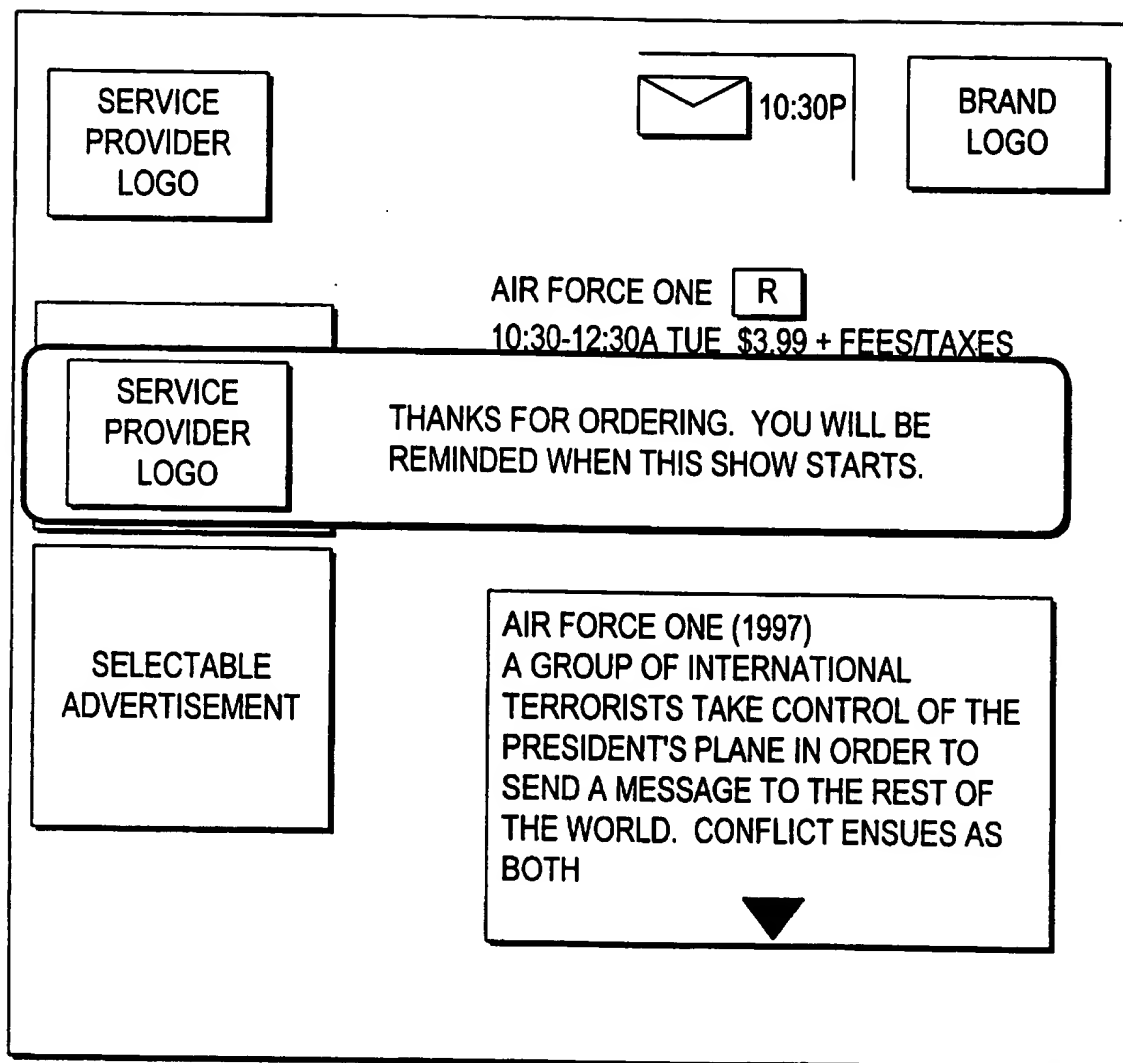 SERVICE
PROVIDER
LOGO
10:30P
BRAND
LOGO
AIR FORCE ONE R
10:30-12:30A TUE $3.99 + FEES/TAXES
SERVICE
PROVIDER
LOGO
THANKS FOR ORDERING. YOU WILL BE
REMINDED WHEN THIS SHOW STARTS.
SELECTABLE
ADVERTISEMENT
AIR FORCE ONE (1997)
A GROUP OF INTERNATIONAL
TERRORISTS TAKE CONTROL OF THE
PRESIDENT'S PLANE IN ORDER TO
SEND A MESSAGE TO THE REST OF
THE WORLD. CONFLICT ENSUES AS
BOTH